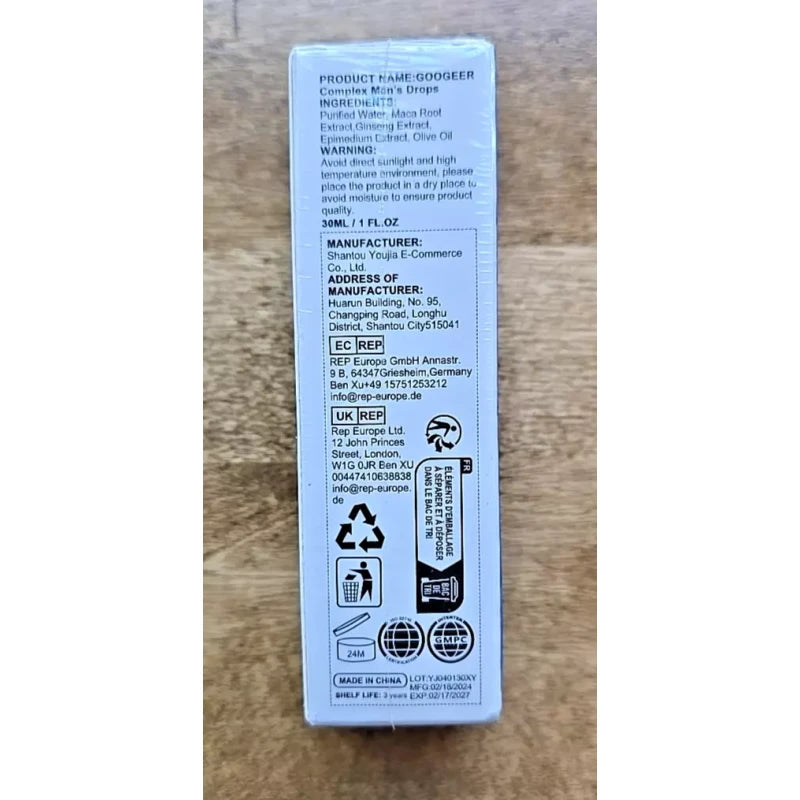 PRODUCT NAME:GOOGEER
Complex Men's Drops
INGREDIENTS:
Purified Water, Maca Root
Extract,Ginseng Extract,
Epimedium Extract, Olive Oil
WARNING:
Avoid direct sunlight and high
temperature environment, please
place the product in a dry place to
avoid moisture to ensure product
quality.
30ML / 1 FL.OZ
MANUFACTURER:
Shantou Youjia E-Commerce
Co., Ltd.
ADDRESS OF
MANUFACTURER:
Huarun Building, No. 95,
Changping Road, Longhu
District, Shantou City515041
EC REP
REP Europe GmbH Annastr.
9 B, 64347Griesheim,Germany
Ben Xu+49 15751253212
info@rep-europe.de
UK REP
Rep Europe Ltd.
12 John Princes
Street, London,
W1G 0JR Ben XU
00447410638838
info@rep-europe.
de
FR
ÉLÉMENTS D'EMBALLAGE
À SÉPARER ET À DÉPOSER
DANS LE BAC DE TRI
BAC
DE
TRI
24M
CERTIFICATION
GMPC
MADE IN CHINA
LOT:YJ040130XY
MFG:02/18/2024
SHELF LIFE: 3 years EXP:02/17/2027